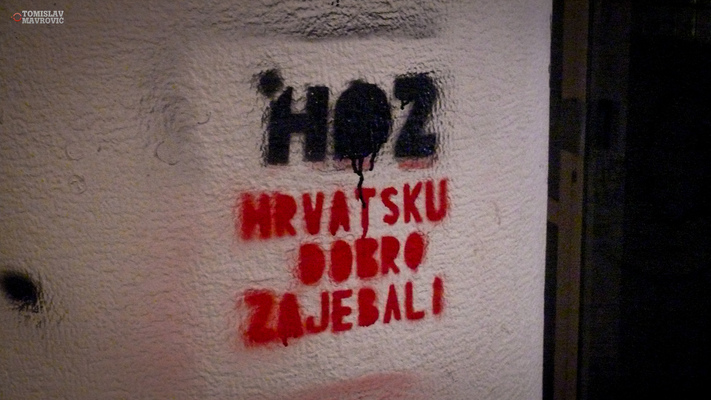 TOMISLAV
MAVROVIĆ
HOZ
HRVATSKU
DOBRO
ZAJEBALI